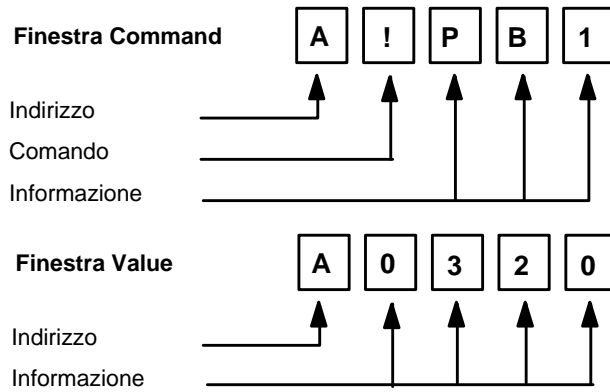 Finestra Command A ! P B 1
Indirizzo
Comando
Informazione
Finestra Value A 0 3 2 0
Indirizzo
Informazione